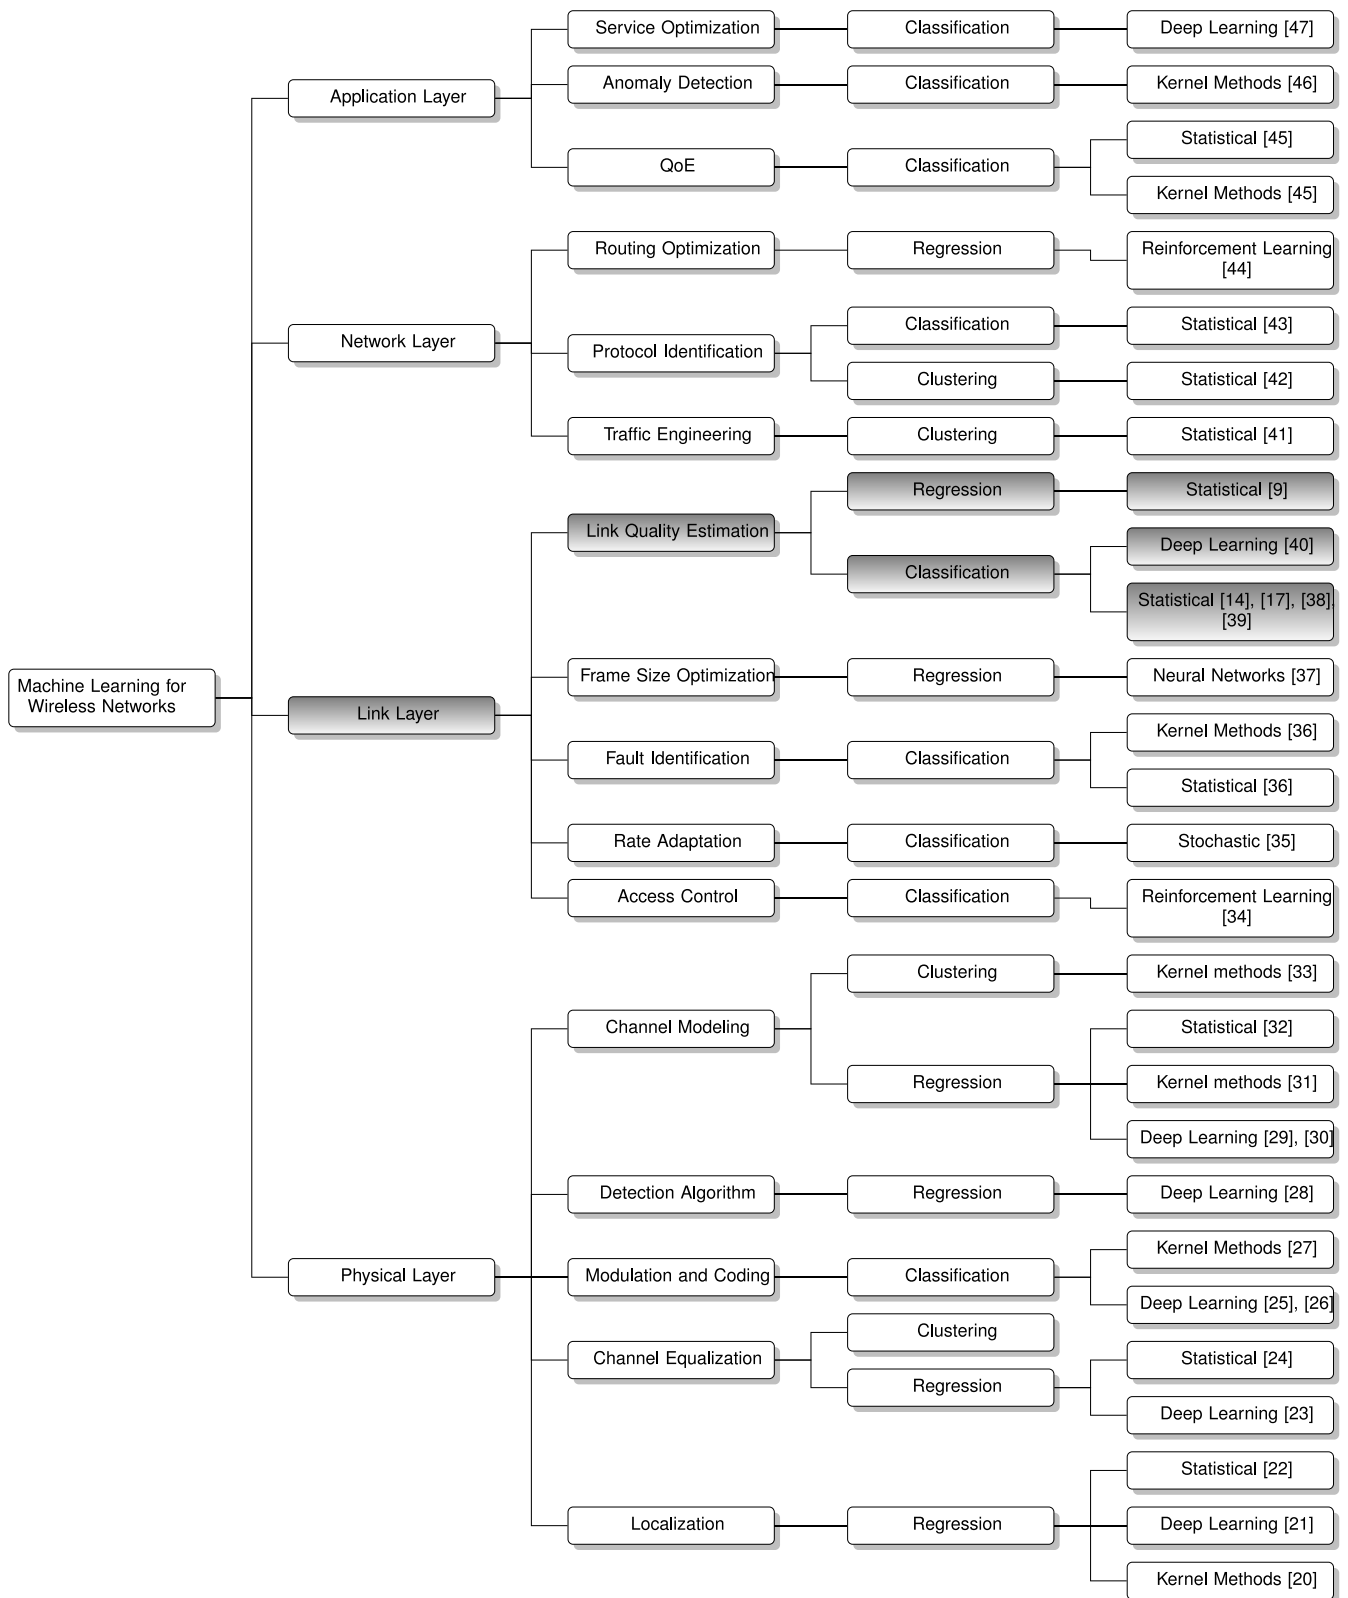 Service Optimization Classification Deep Learning [47]
Anomaly Detection Classification Kernel Methods [46]
Application Layer
Statistical [45]
QoE Classification
Kernel Methods [45]
Routing Optimization Regression Reinforcement Learning
[44]
Classification Statistical [43]
Network Layer
Protocol Identification
Clustering Statistical [42]
Traffic Engineering Clustering Statistical [41]
Regression Statistical [9]
Link Quality Estimation
Deep Learning [40]
Classification
Statistical [14], [17], [38],
[39]
Frame Size Optimization Regression Neural Networks [37]
Machine Learning for
Wireless Networks
Link Layer
Kernel Methods [36]
Fault Identification Classification
Statistical [36]
Rate Adaptation Classification Stochastic [35]
Access Control Classification Reinforcement Learning
[34]
Clustering Kernel methods [33]
Channel Modeling
Statistical [32]
Regression Kernel methods [31]
Deep Learning [29], [30]
Detection Algorithm Regression Deep Learning [28]
Kernel Methods [27]
Physical Layer Modulation and Coding Classification
Deep Learning [25], [26]
Clustering
Channel Equalization
Statistical [24]
Regression
Deep Learning [23]
Statistical [22]
Localization Regression Deep Learning [21]
Kernel Methods [20]